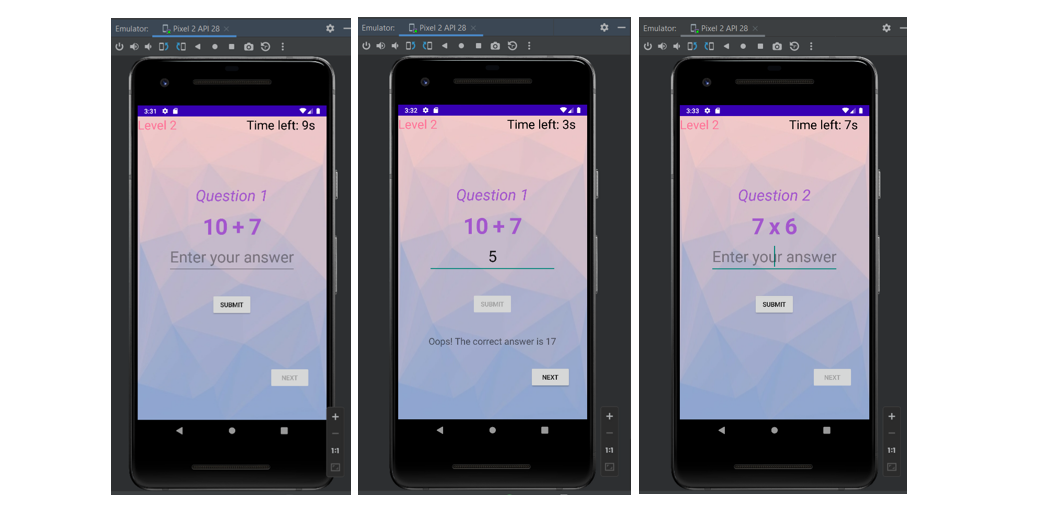 Emulator: Pixel 2 API 28
3:31
Level 2 Time left: 9s
Question 1
10 + 7
Enter your answer
SUBMIT
NEXT
1:1
Emulator: Pixel 2 API 28
3:32
Level 2 Time left: 3s
Question 1
10 + 7
5
SUBMIT
Oops! The correct answer is 17
NEXT
1:1
Emulator: Pixel 2 API 28
3:33
Level 2 Time left: 7s
Question 2
7 x 6
Enter your answer
SUBMIT
NEXT
1:1